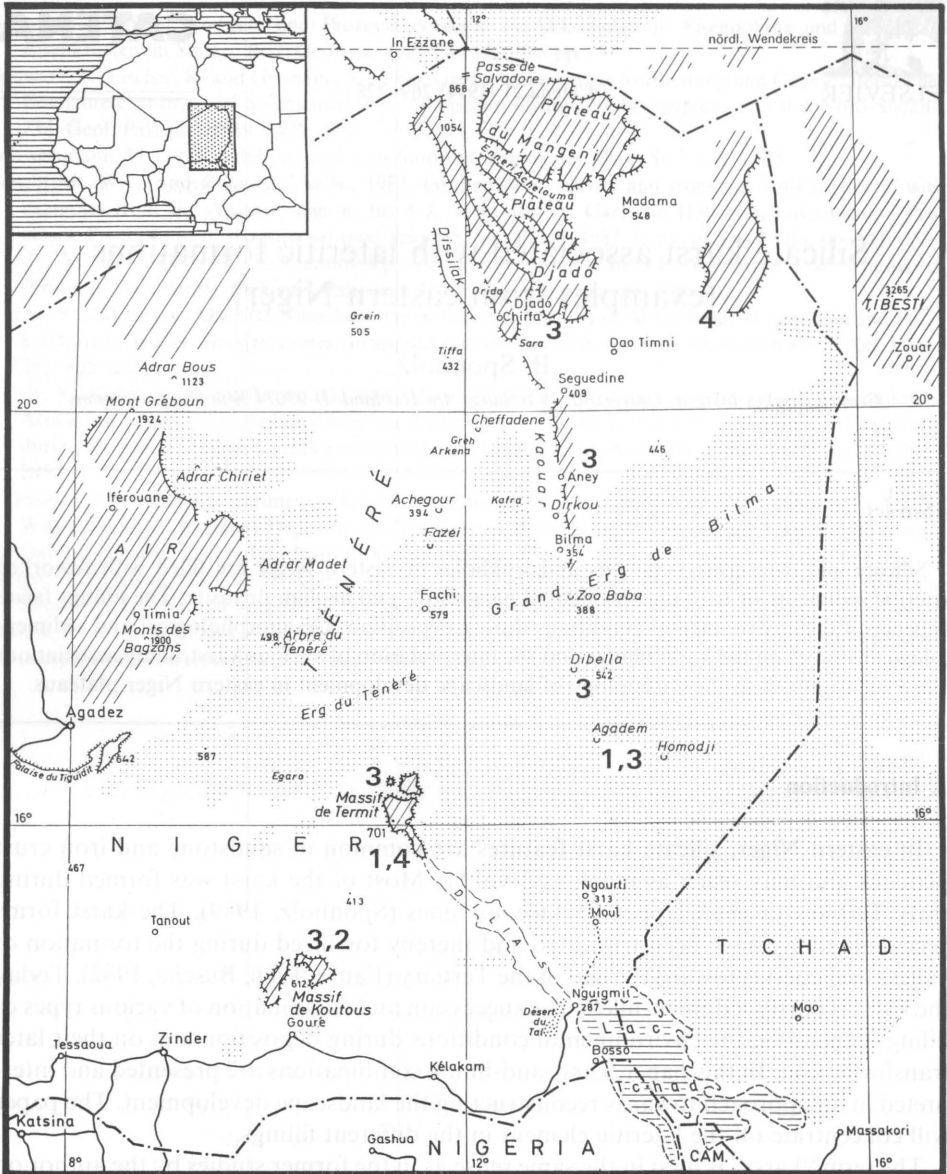 12°
16°
In Ezzane
nördl. Wendekreis
Passe de
Salvadore
868
Plateau
1054
du Mangeni
Enneri Achelouma
Plateau
du
Djado
Madama
548
Dissilak
Orida
Djado
Chirfa
3
4
3265
TIBESTI
Zouar
Grein
505
Sara
Dao Timni
Tiffa
432
Adrar Bous
1123
Seguedine
409
20°
20°
Mont Gréboun
1924
Cheffadene
Greh
Arkena
Kaouar
446
3
Adrar Chiriet
Aney
Iférouane
Achegour
394
Kafra
Dirkou
TÉNÉRÉ
Fazei
Bilma
354
AIR
Adrar Madet
Grand Erg de Bilma
Fachi
579
Zoo Baba
388
Timia
Monts des
1900
Bagzans
498
Arbre du
Ténéré
Dibella
542
3
Erg du Ténéré
Agadez
Agadem
Homodji
1,3
Falaise du Tiguidit
642
587
Egaro
3
Massif
de Termit
16°
16°
701
NIGER
1,4
467
413
Ngourti
313
Mout
Tanout
TCHAD
3,2
612
Massif
de Koutous
Gouré
Nguigmi
287
Mao
Désert
du Tal
Lac
Tchad
Bosso
Tessaoua
Zinder
Kélakam
Katsina
Massakori
Gashua
8°
12°
NIGERIA
CAM.
16°